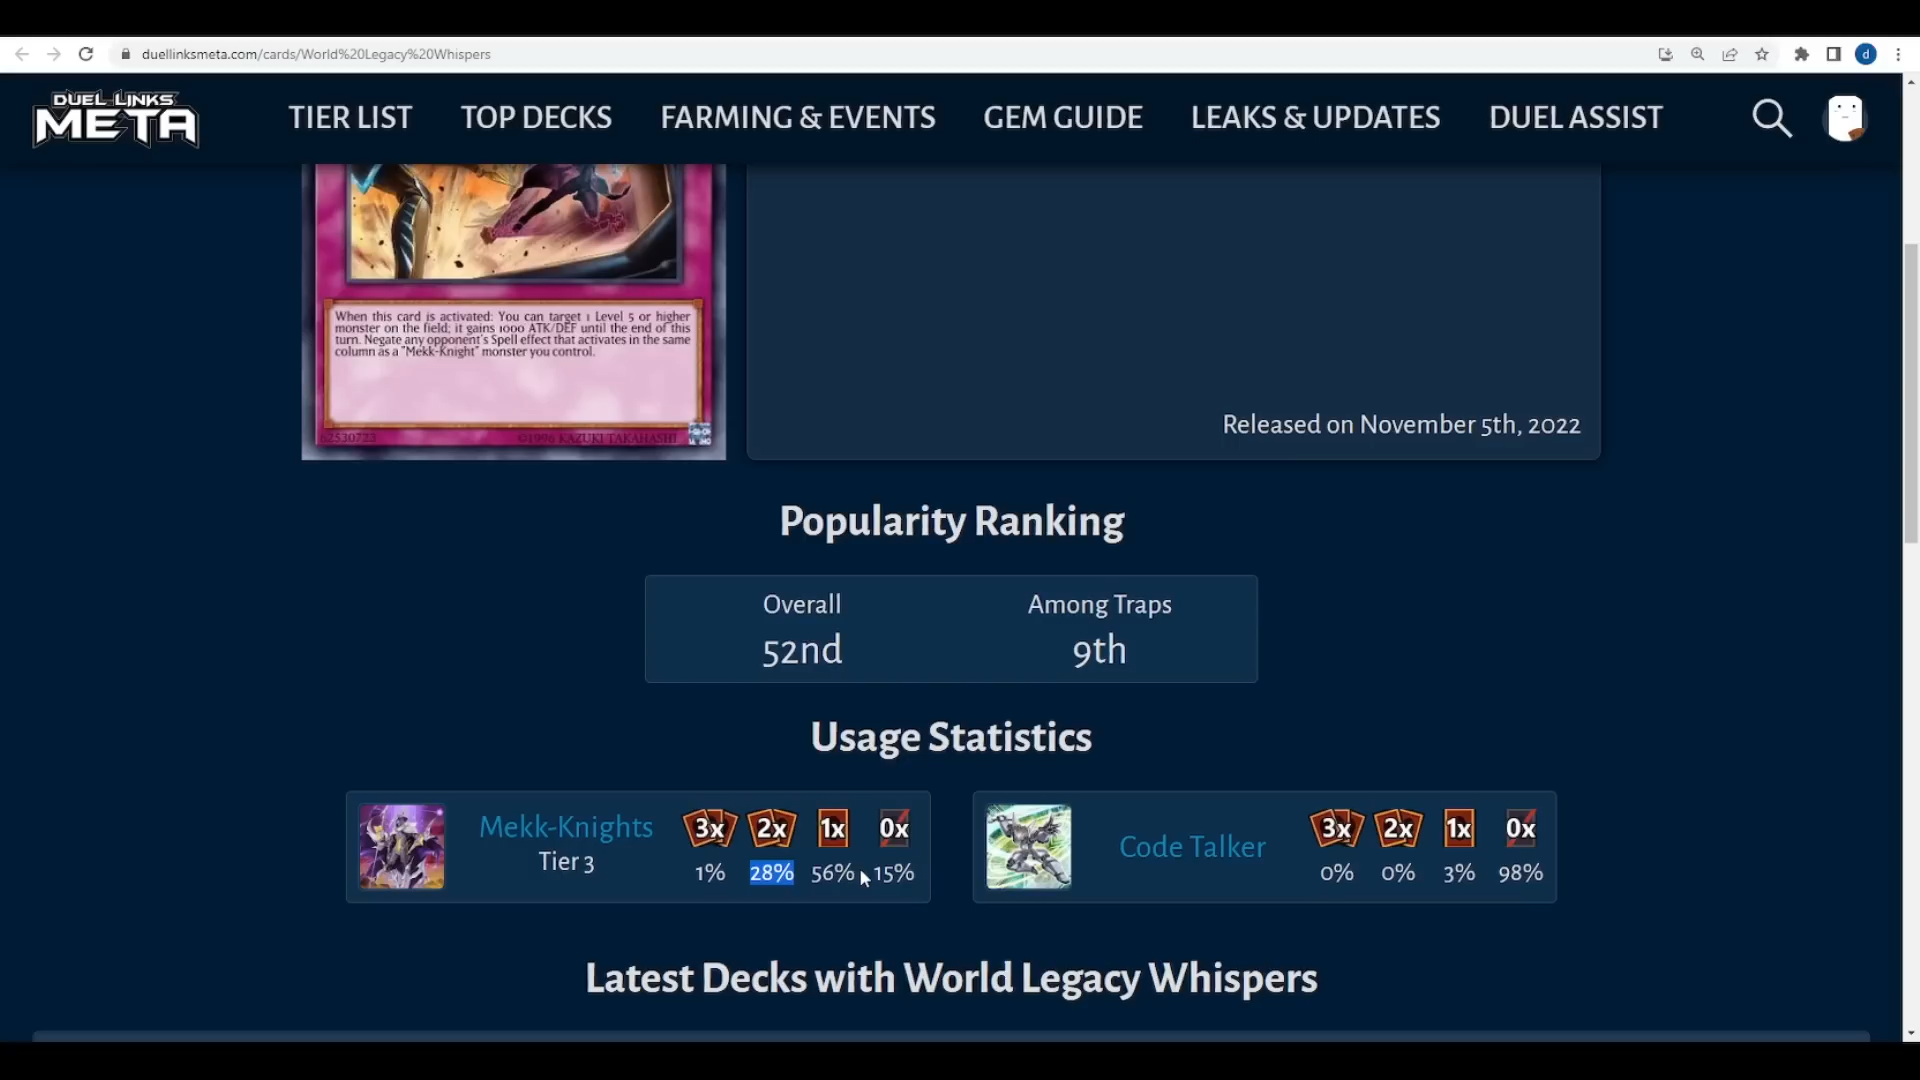 duellinksmeta.com/cards/World%20Legacy%20Whispers
d
DUEL LINKS
META
TIER LIST
TOP DECKS
FARMING & EVENTS
GEM GUIDE
LEAKS & UPDATES
DUEL ASSIST
When this card is activated: You can target 1 Level 5 or higher
monster on the field; it gains 1000 ATK/DEF until the end of this
turn. Negate any opponent's Spell effect that activates in the same
column as a "Mekk-Knight" monster you control.
62530723
©1996 KAZUKI TAKAHASHI
Released on November 5th, 2022
Popularity Ranking
Overall
52nd
Among Traps
9th
Usage Statistics
Mekk-Knights
Tier 3
3x 2x 1x 0x
1% 28% 56% 15%
Code Talker
3x 2x 1x 0x
0% 0% 3% 98%
Latest Decks with World Legacy Whispers